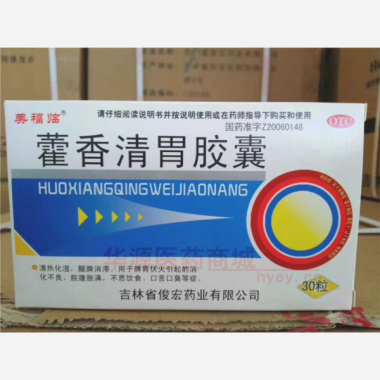 美福临®
请仔细阅读说明书并按说明使用或在药师指导下购买和使用
国药准字Z20060148
OTC
藿香清胃胶囊
HUOXIANGQINGWEIJIAONANG
华源医药商城
hyey.cn
清热化湿，醒脾消滞。用于脾胃伏火引起的消
化不良，脘腹胀满，不思饮食，口苦口臭等症。
30粒
吉林省俊宏药业有限公司